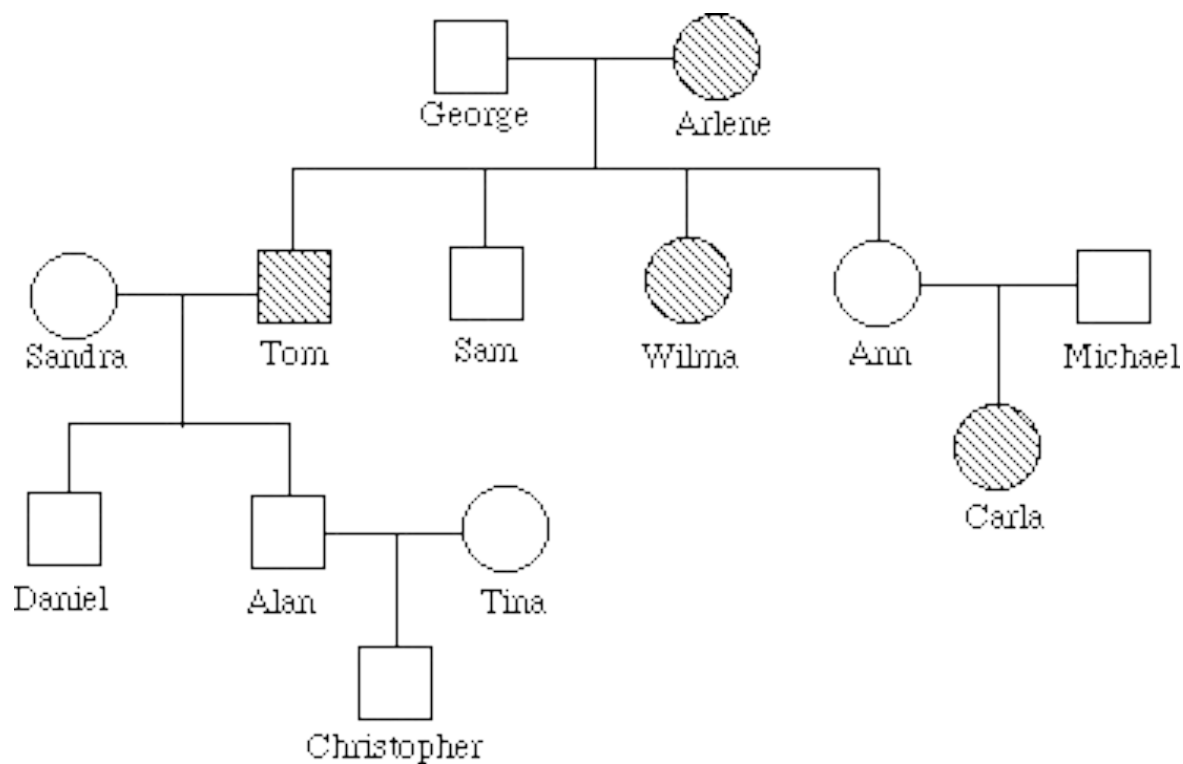 George
Arlene
Sandra
Tom
Sam
Wilma
Ann
Michael
Carla
Daniel
Alan
Tina
Christopher